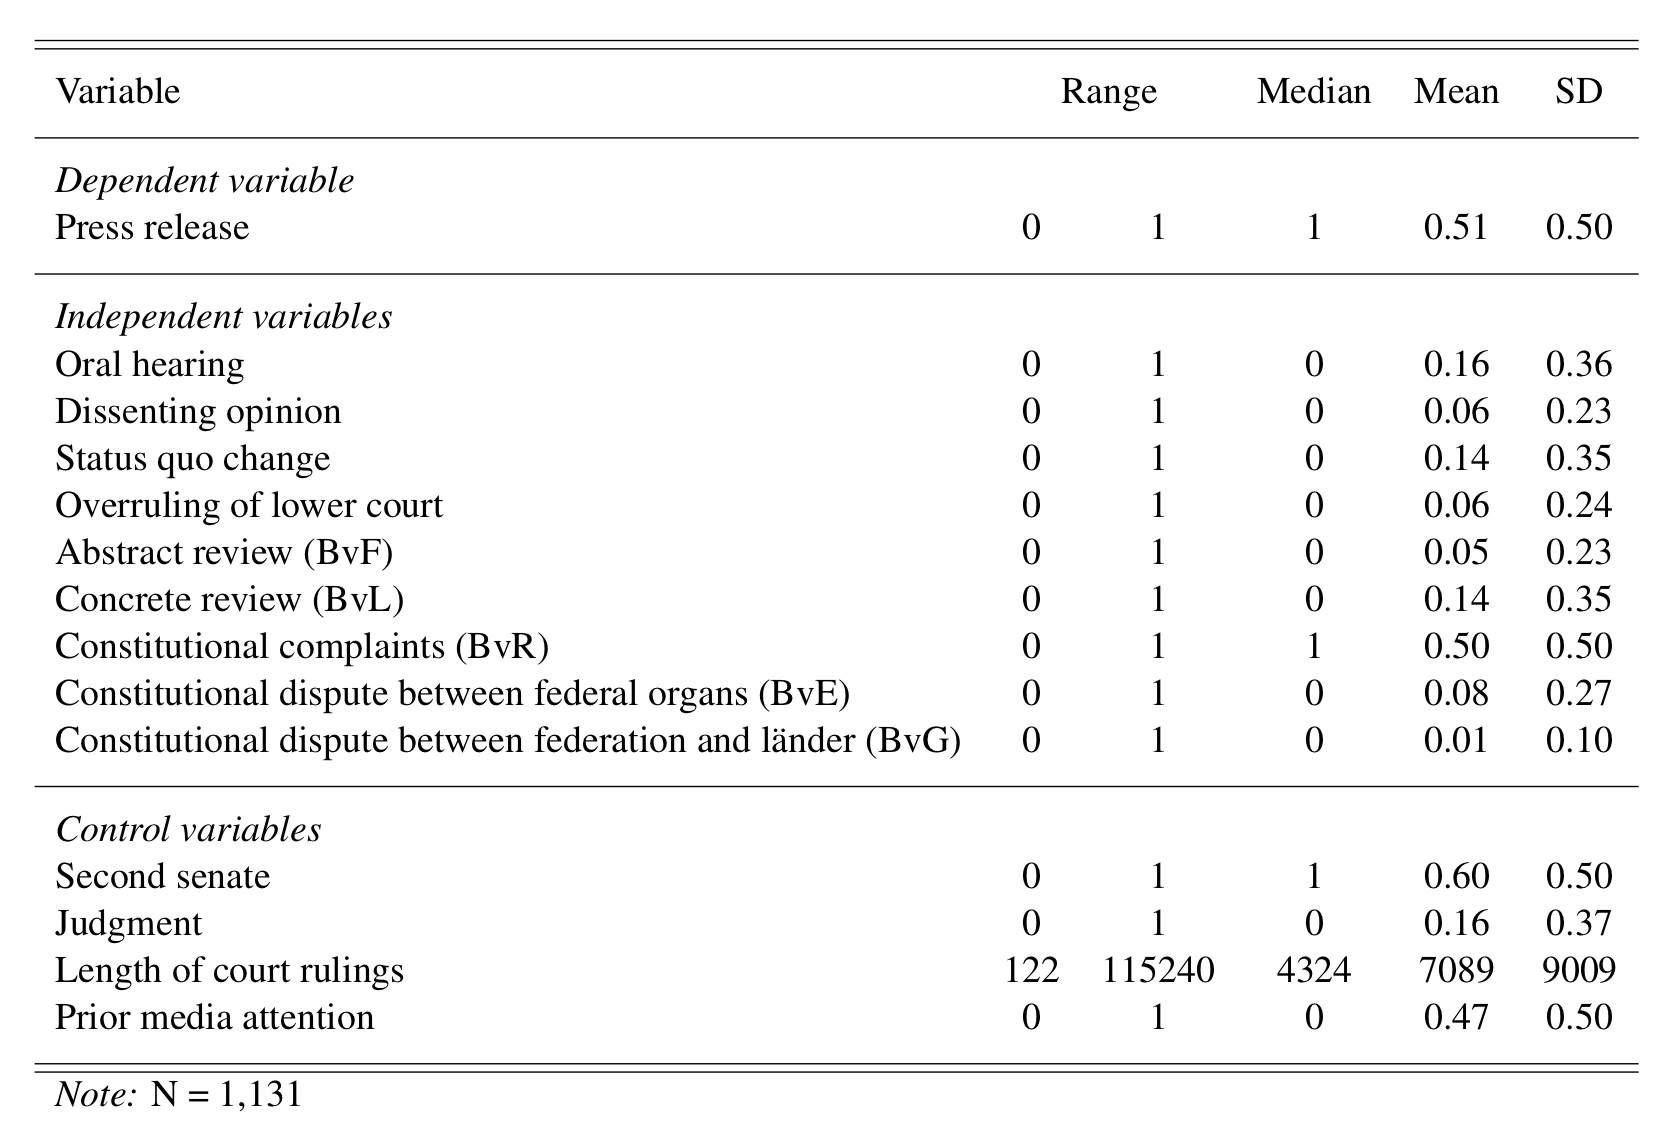 Variable Range Median Mean SD
Dependent variable
Press release 0 1 1 0.51 0.50
Independent variables
Oral hearing 0 1 0 0.16 0.36
Dissenting opinion 0 1 0 0.06 0.23
Status quo change 0 1 0 0.14 0.35
Overruling of lower court 0 1 0 0.06 0.24
Abstract review (BvF) 0 1 0 0.05 0.23
Concrete review (BvL) 0 1 0 0.14 0.35
Constitutional complaints (BvR) 0 1 1 0.50 0.50
Constitutional dispute between federal organs (BvE) 0 1 0 0.08 0.27
Constitutional dispute between federation and länder (BvG) 0 1 0 0.01 0.10
Control variables
Second senate 0 1 1 0.60 0.50
Judgment 0 1 0 0.16 0.37
Length of court rulings 122 115240 4324 7089 9009
Prior media attention 0 1 0 0.47 0.50
Note: N = 1,131